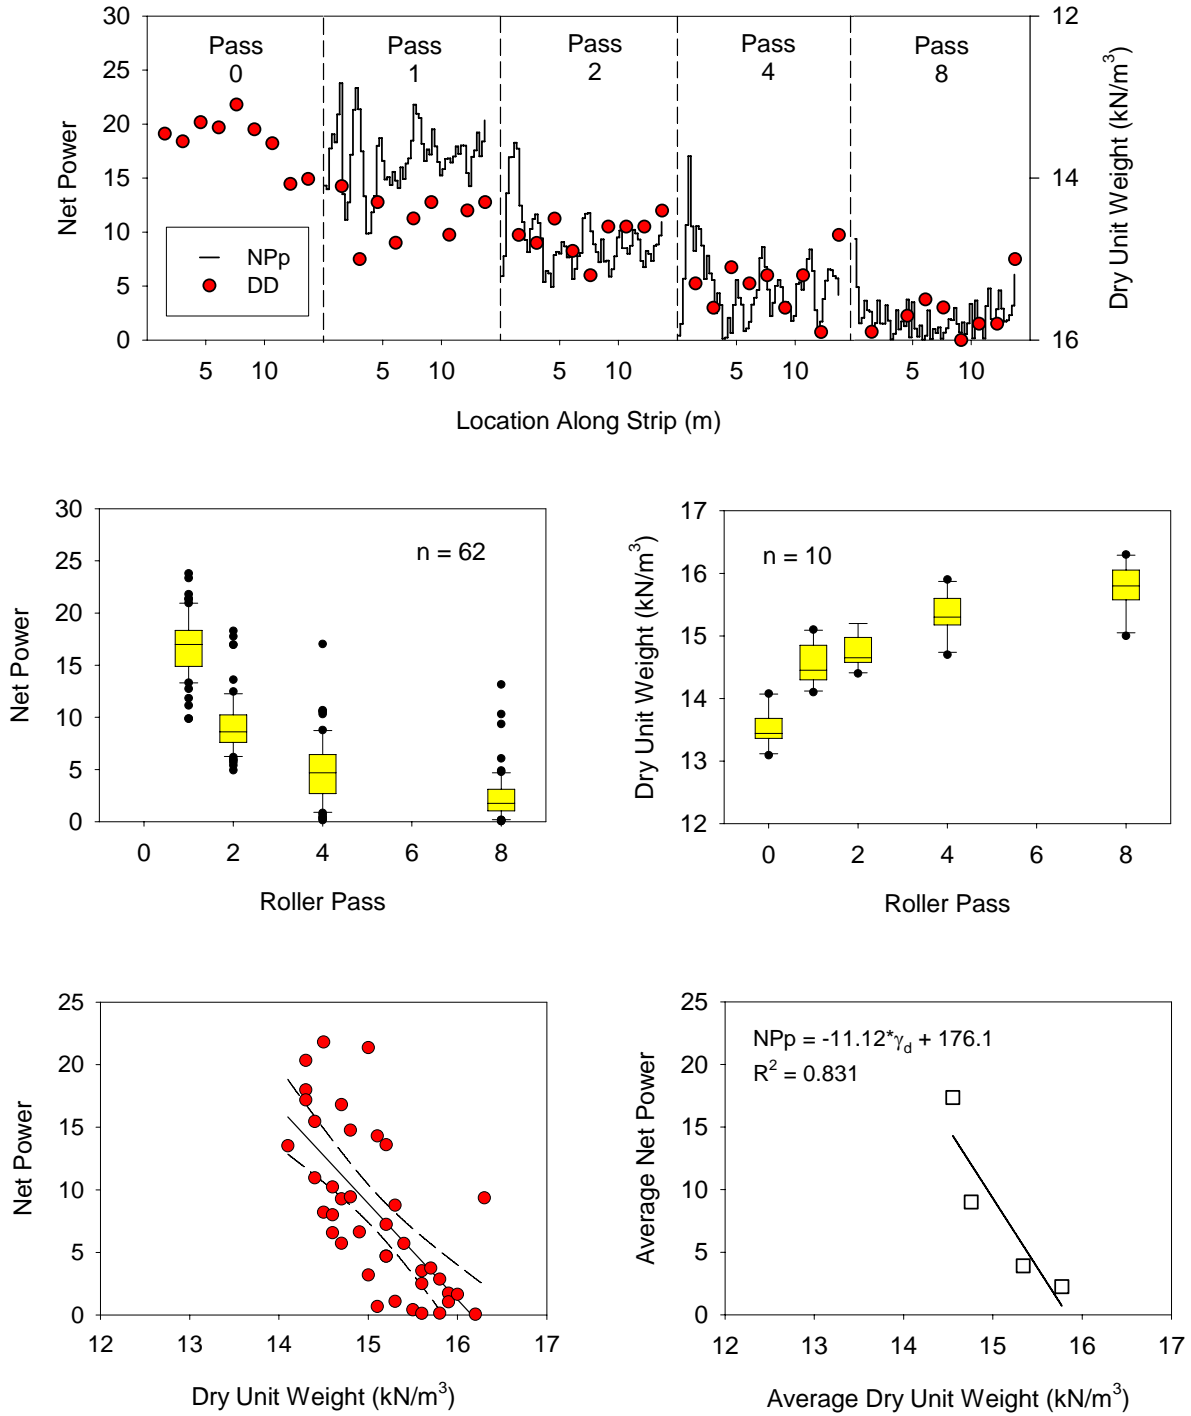 30
25
20
15
10
5
0
Net Power
Pass 0
Pass 1
Pass 2
Pass 4
Pass 8
NPp
DD
12
14
16
Dry Unit Weight (kN/m³)
5 10 5 10 5 10 5 10 5 10
Location Along Strip (m)
30
25
20
15
10
5
0
Net Power
n = 62
0 2 4 6 8
Roller Pass
17
16
15
14
13
12
Dry Unit Weight (kN/m³)
n = 10
0 2 4 6 8
Roller Pass
25
20
15
10
5
0
Net Power
12 13 14 15 16 17
Dry Unit Weight (kN/m³)
25
20
15
10
5
0
Average Net Power
NPp = -11.12*γd + 176.1
R² = 0.831
12 13 14 15 16 17
Average Dry Unit Weight (kN/m³)